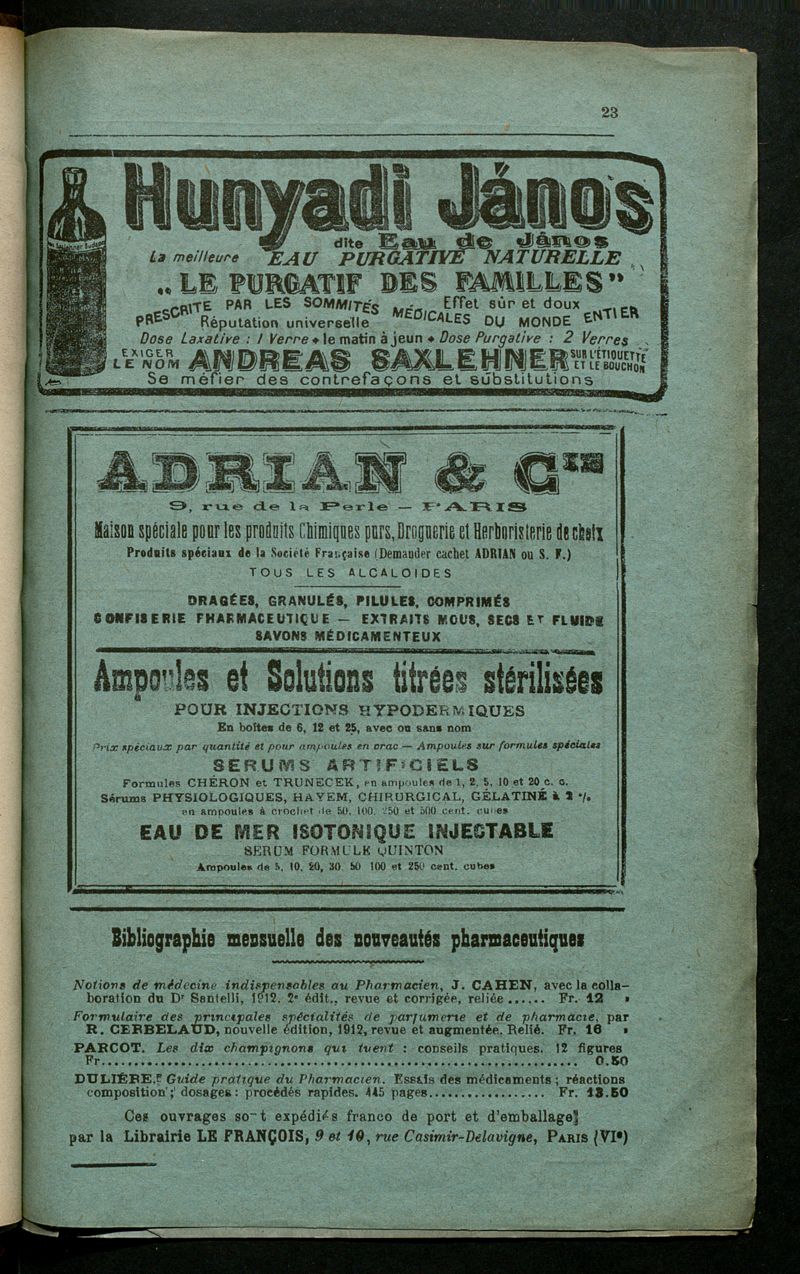 23
Hunyadi János
dite Eau de János
La meilleure EAU PURGATIVE NATURELLE
„LE PURGATIF DES FAMILLES”
PRESCRITE PAR LES SOMMITÉS MÉDICALES DU MONDE ENTIER
Réputation universelle - Effet sûr et doux
Dose Laxative : 1 Verre ♦ le matin à jeun ♦ Dose Purgative : 2 Verres
EXIGER LE NOM ANDREAS SAXLEHNER SUR L'ÉTIQUETTE ET LE BOUCHON
Se méfier des contrefaçons et substitutions
ADRIAN & Cie
9, rue de la Perle — PARIS
Maison spéciale pour les produits Chimiques purs, Droguerie et Herboristerie de choix
Produits spéciaux de la Société Française (Demander cachet ADRIAN ou S. F.)
TOUS LES ALCALOIDES
DRAGÉES, GRANULÉS, PILULES, COMPRIMÉS
CONFISERIE PHARMACEUTIQUE — EXTRAITS MOUS, SECS ET FLUIDE
SAVONS MÉDICAMENTEUX
Ampoules et Solutions titrées stérilisées
POUR INJECTIONS HYPODERMIQUES
En boîtes de 6, 12 et 25, avec ou sans nom
Prix spéciaux par quantité et pour ampoules en vrac — Ampoules sur formules spéciales
SERUMS ARTIFICIELS
Formules CHÉRON et TRUNECEK, en ampoules de 1, 2, 5, 10 et 20 c. c.
Sérums PHYSIOLOGIQUES, HAYEM, CHIRURGICAL, GÉLATINÉ à 2 %
en ampoules à crochet de 50, 100, 250 et 500 cent. cubes
EAU DE MER ISOTONIQUE INJECTABLE
SERUM FORMULE QUINTON
Ampoules de 5, 10, 20, 30, 50 100 et 250 cent. cubes
Bibliographie mensuelle des nouveautés pharmaceutiques
Notions de médecine indispensables au Pharmacien, J. CAHEN, avec la colla-
boration du Dr Santelli, 1912, 2e édit., revue et corrigée, reliée ...... Fr. 12 »
Formulaire des principales spécialités de parfumerie et de pharmacie, par
R. CERBELAUD, nouvelle édition, 1912, revue et augmentée. Relié. Fr. 16 »
PARCOT. Les dix champignons qui tuent : conseils pratiques. 12 figures
Fr.................................................................... 0.50
DULIÈRE. Guide pratique du Pharmacien. Essais des médicaments ; réactions
composition ; dosages : procédés rapides. 445 pages................... Fr. 13.50
Ces ouvrages sont expédiés franco de port et d'emballage
par la Librairie LE FRANÇOIS, 9 et 10, rue Casimir-Delavigne, PARIS (VIe)